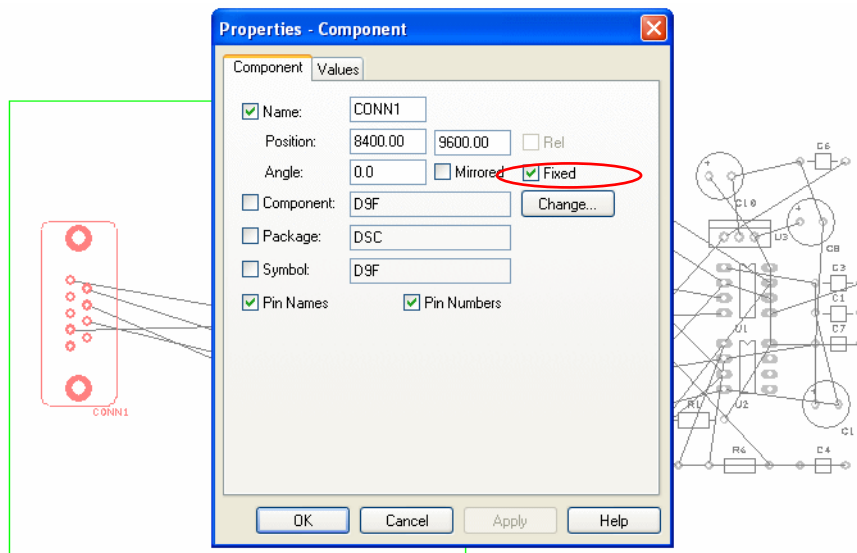 Properties - Component
Component Values
Name: CONN1
Position: 8400.00 9600.00 Rel
Angle: 0.0 Mirrored Fixed
Component: D9F Change...
Package: DSC
Symbol: D9F
Pin Names Pin Numbers
OK Cancel Apply Help
CONN1
C6
+
C10
+
U3
C8
C3
C1
U1
C7
U2
+
R1
C1
R6
C4